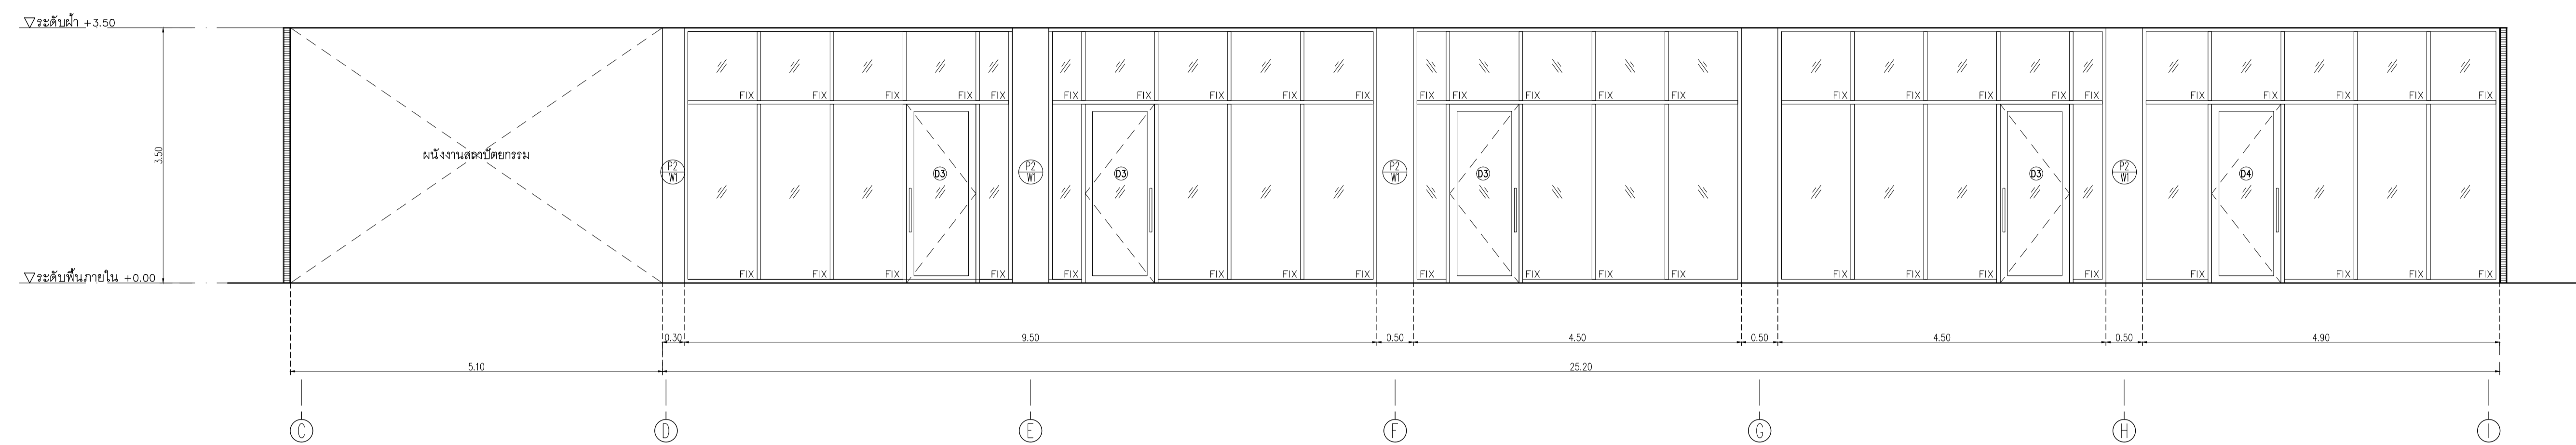 ระดับฝ้า +3.50
FIX FIX FIX FIX FIX FIX FIX FIX FIX FIX FIX FIX FIX FIX FIX FIX FIX FIX FIX FIX FIX FIX FIX FIX FIX
3.50
ผนังงานสถาปัตยกรรม
P2 P2 P2 P2
W1 W1 W1 W1
D3 D3 D3 D3 D4
ระดับพื้นภายใน +0.00
FIX FIX FIX FIX FIX FIX FIX FIX FIX FIX FIX FIX FIX FIX FIX FIX FIX FIX FIX FIX
0.30 9.50 0.50 4.50 0.50 4.50 0.50 4.90
5.10 25.20
C D E F G H I